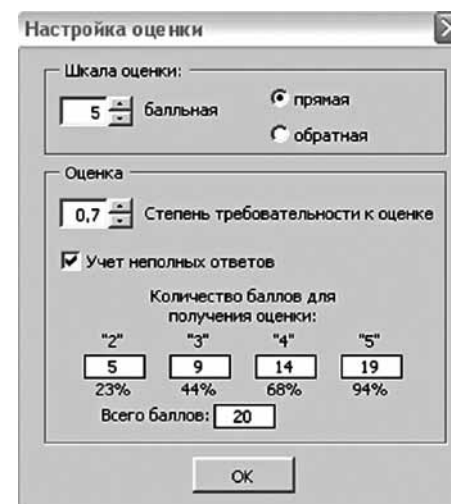 Настройка оценки
Шкала оценки:
5 балльная
прямая
обратная
Оценка
0,7 Степень требовательности к оценке
Учет неполных ответов
Количество баллов для
получения оценки:
"2" "3" "4" "5"
5 9 14 19
23% 44% 68% 94%
Всего баллов: 20
ОК